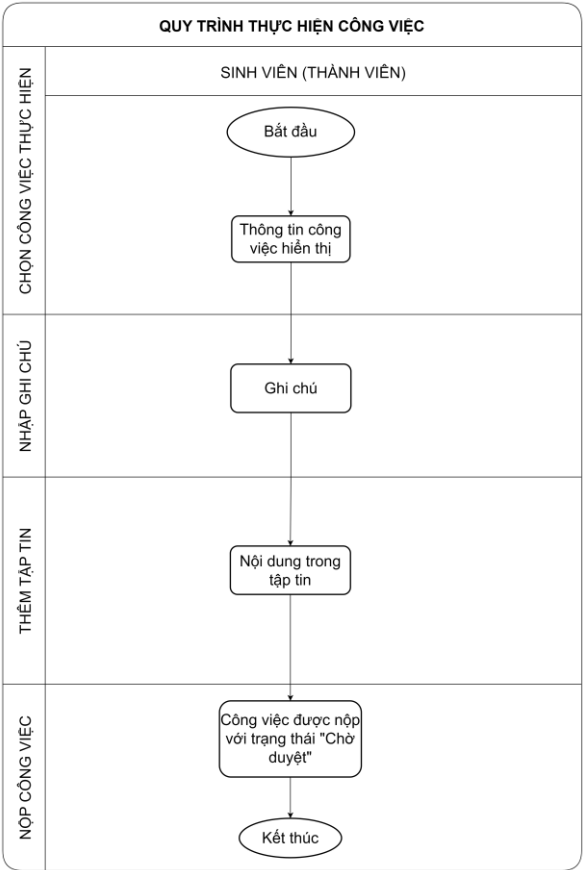 QUY TRÌNH THỰC HIỆN CÔNG VIỆC
SINH VIÊN (THÀNH VIÊN)
CHỌN CÔNG VIỆC THỰC HIỆN
Bắt đầu
Thông tin công
việc hiển thị
NHẬP GHI CHÚ
Ghi chú
THÊM TẬP TIN
Nội dung trong
tập tin
NỘP CÔNG VIỆC
Công việc được nộp
với trạng thái "Chờ
duyệt"
Kết thúc